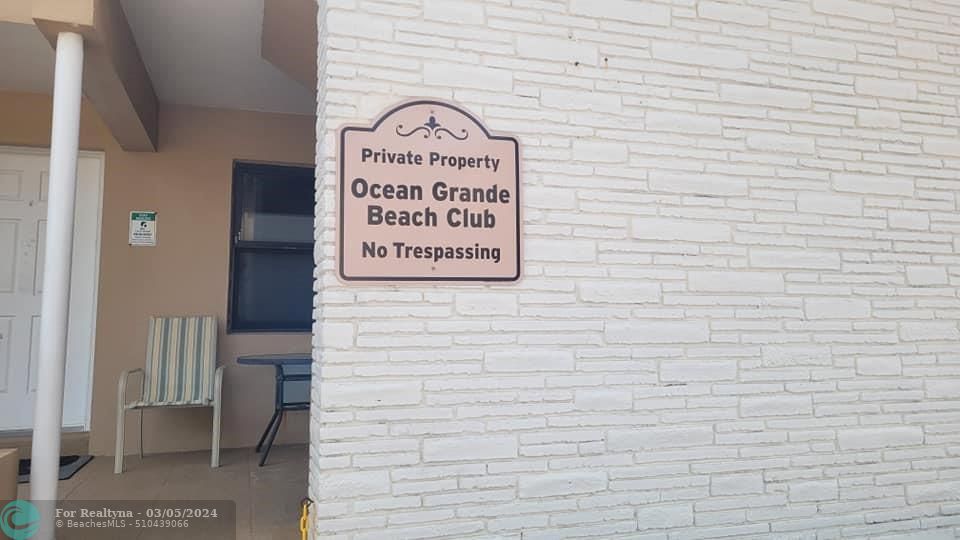 Private Property
Ocean Grande
Beach Club
No Trespassing
For Realtyna - 03/05/2024
© BeachesMLS - 510439066